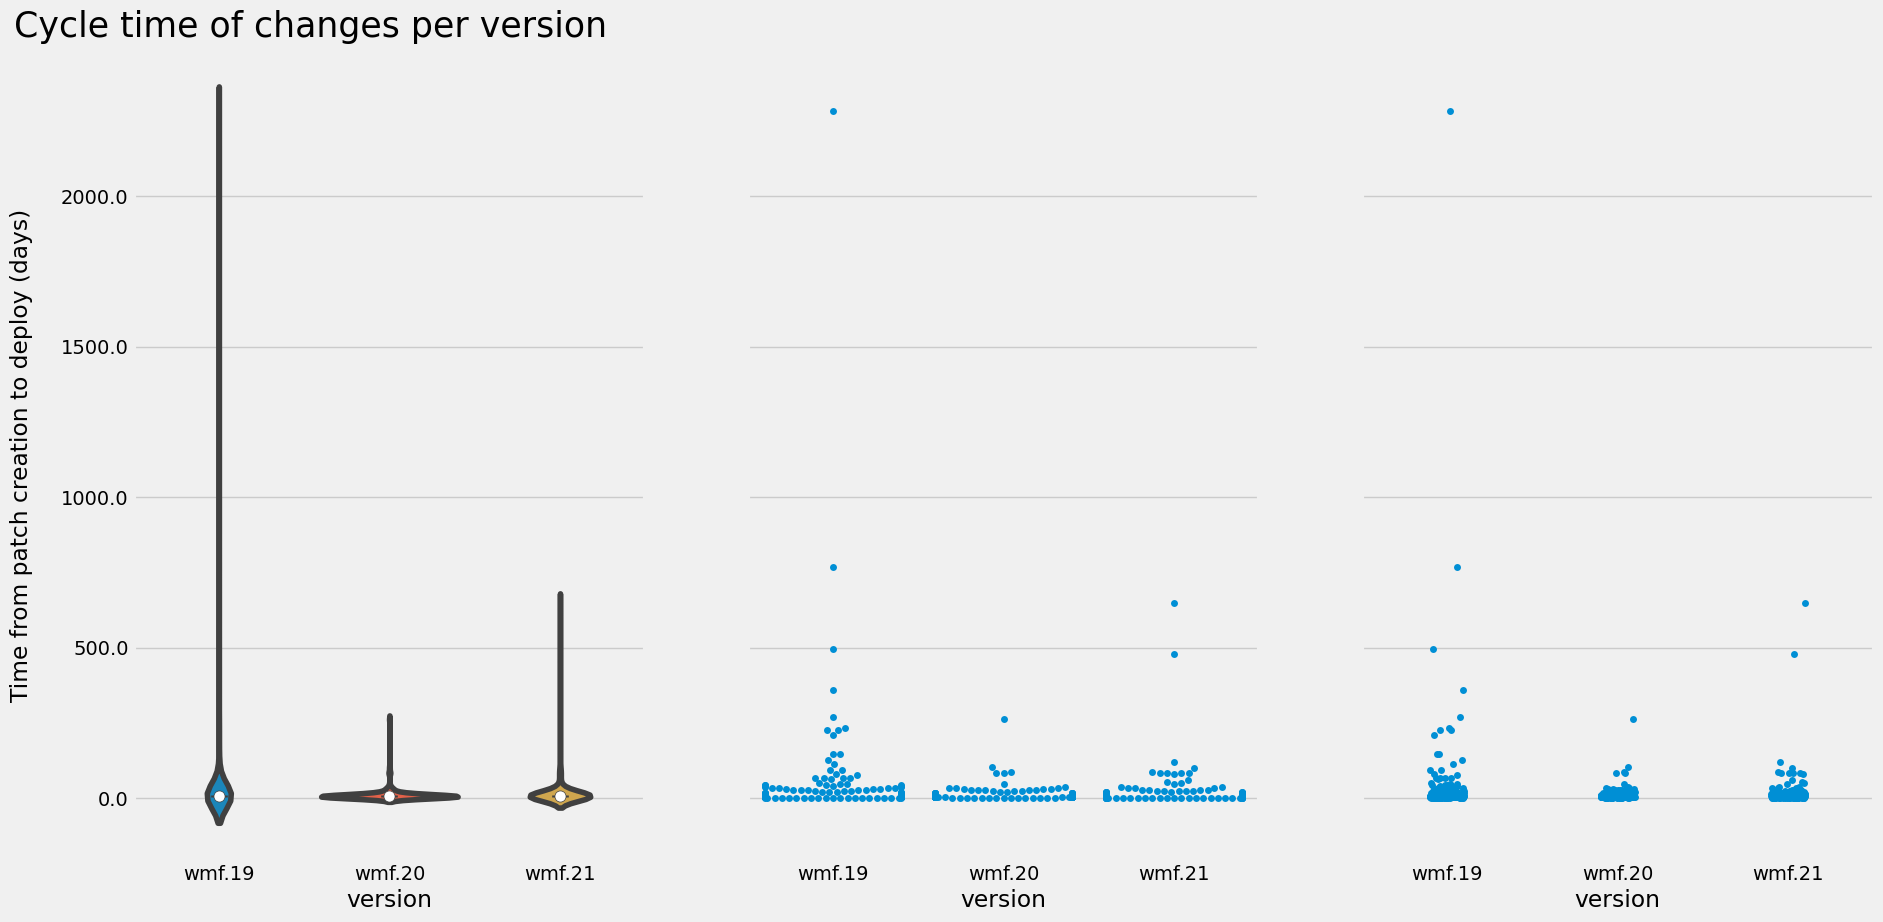 Cycle time of changes per version
Time from patch creation to deploy (days)
2000.0
1500.0
1000.0
500.0
0.0
wmf.19 wmf.20 wmf.21
version
wmf.19 wmf.20 wmf.21
version
wmf.19 wmf.20 wmf.21
version